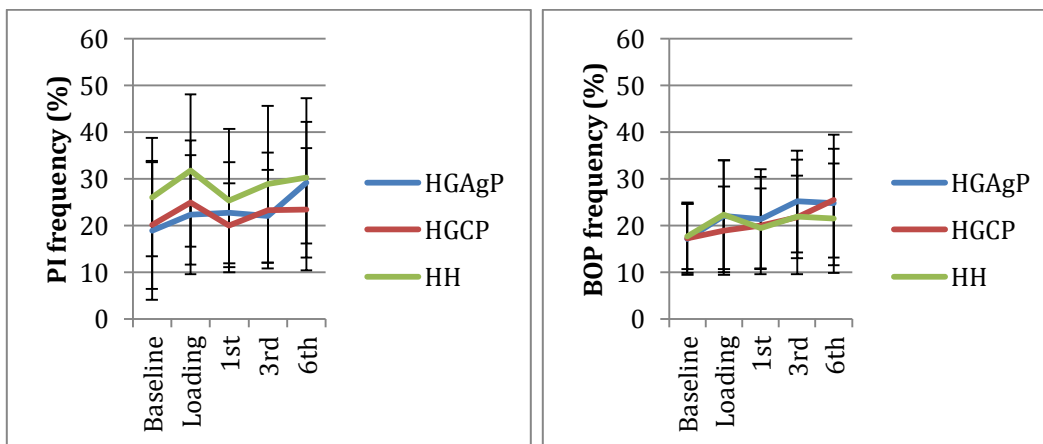 PI frequency (%)
60
50
40
30
20
10
0
Baseline
Loading
1st
3rd
6th
HGAgP
HGCP
HH
BOP frequency (%)
60
50
40
30
20
10
0
Baseline
Loading
1st
3rd
6th
HGAgP
HGCP
HH